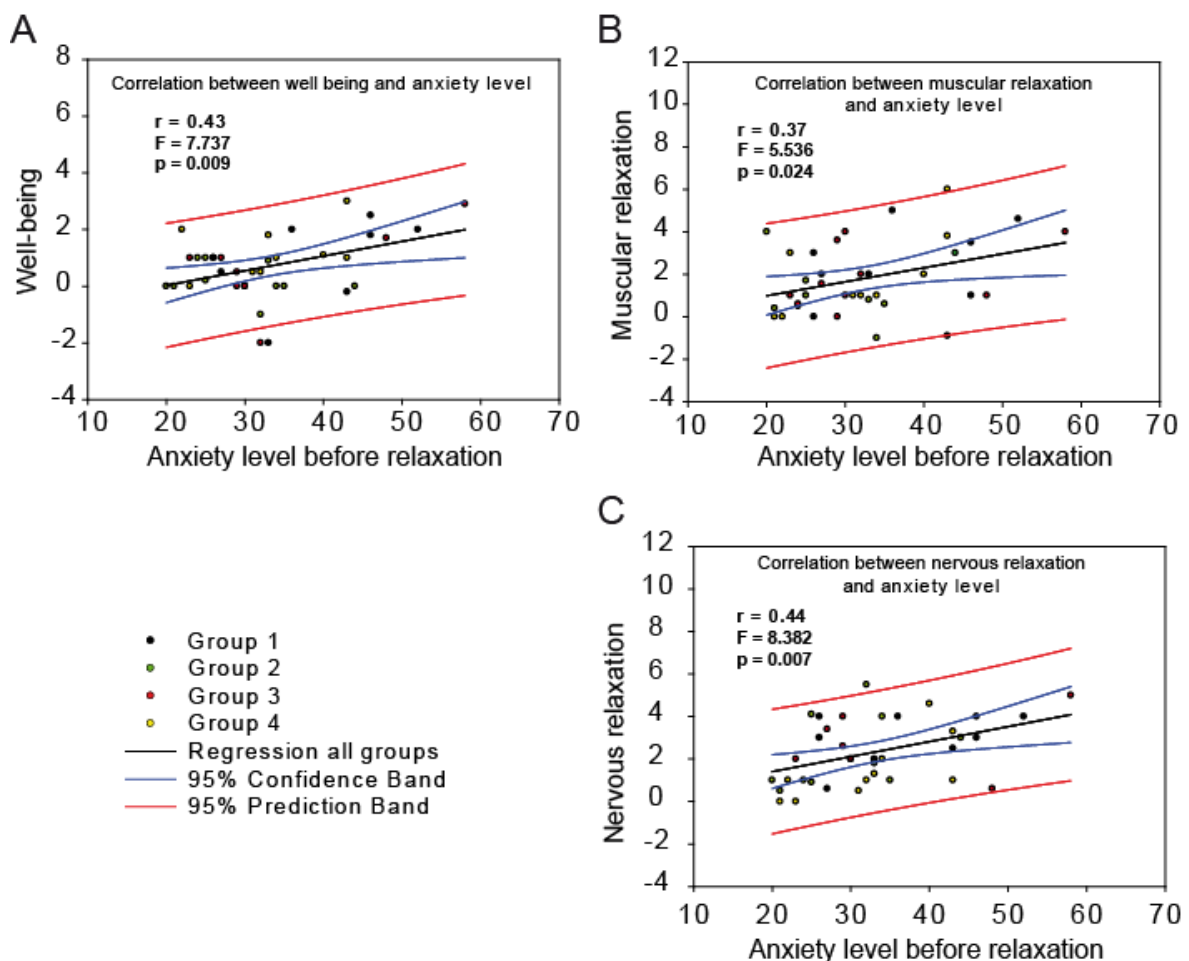 A
Correlation between well being and anxiety level
r = 0.43
F = 7.737
p = 0.009
Well-being
8
6
4
2
0
-2
-4
10 20 30 40 50 60 70
Anxiety level before relaxation
B
Correlation between muscular relaxation
and anxiety level
r = 0.37
F = 5.536
p = 0.024
Muscular relaxation
12
10
8
6
4
2
0
-2
-4
10 20 30 40 50 60 70
Anxiety level before relaxation
C
Correlation between nervous relaxation
and anxiety level
r = 0.44
F = 8.382
p = 0.007
Nervous relaxation
12
10
8
6
4
2
0
-2
-4
10 20 30 40 50 60 70
Anxiety level before relaxation
Group 1
Group 2
Group 3
Group 4
Regression all groups
95% Confidence Band
95% Prediction Band